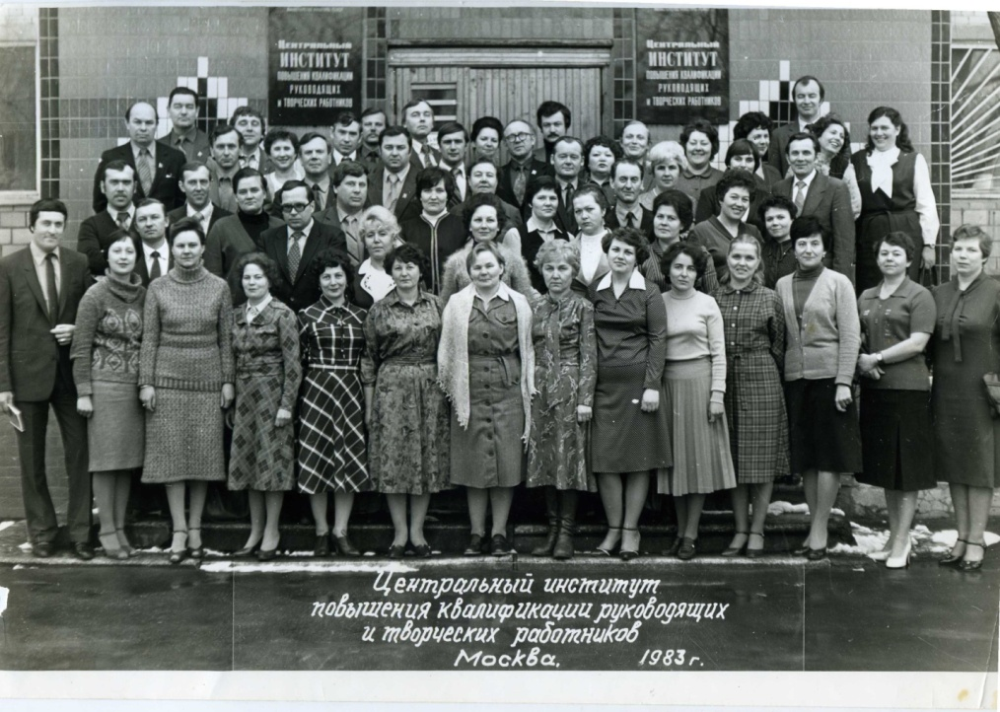 Центральный
ИНСТИТУТ
ПОВЫШЕНИЯ КВАЛИФИКАЦИИ
РУКОВОДЯЩИХ
и ТВОРЧЕСКИХ РАБОТНИКОВ
Центральный
ИНСТИТУТ
ПОВЫШЕНИЯ КВАЛИФИКАЦИИ
РУКОВОДЯЩИХ
и ТВОРЧЕСКИХ РАБОТНИКОВ
Центральный институт
повышения квалификации руководящих
и творческих работников
Москва, 1983 г.